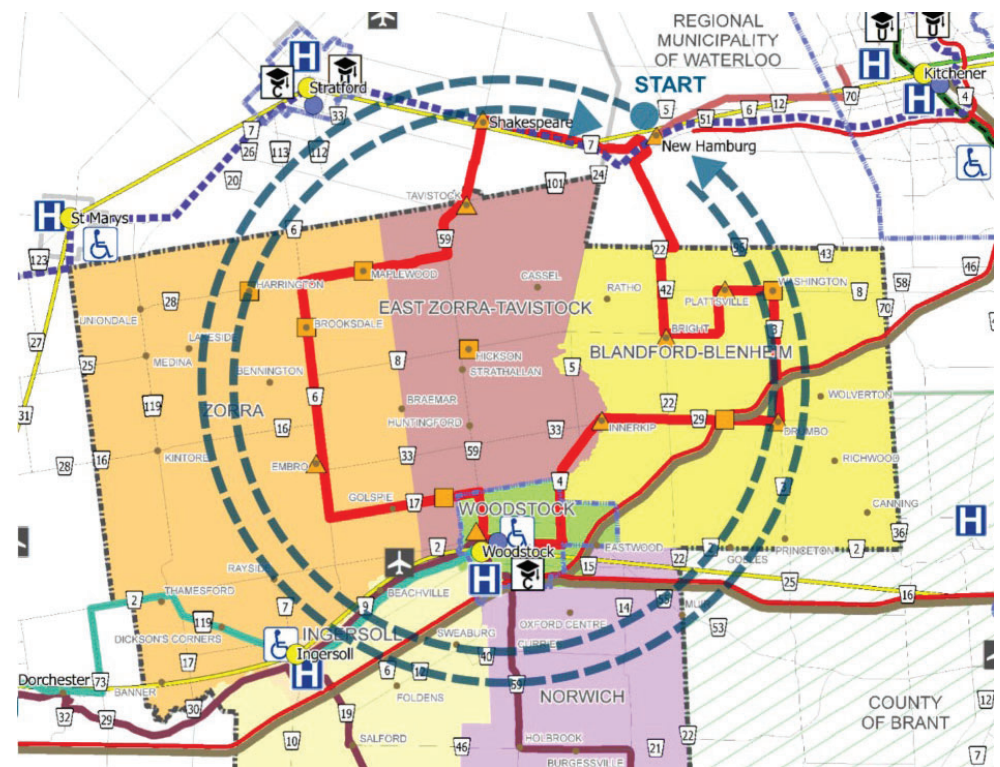 REGIONAL
MUNICIPALITY
OF WATERLOO
START
Kitchener
H
H
U
U
C
U
H
Stratford
5
6
12
70
4
51
7
33
Shakespeare
7
New Hamburg
26
113
112
20
24
101
TAVISTOCK
H
St Marys
123
6
59
22
43
46
HARRINGTON
MAPLEWOOD
CASSEL
58
WASHINGTON
28
42
PLATTSVILLE
8
70
RATHO
UNIONDALE
EAST ZORRA-TAVISTOCK
BROOKSDALE
BRIGHT
3
27
LAKESIDE
25
MEDINA
8
HICKSON
5
BLANDFORD-BLENHEIM
BENNINGTON
STRATHALLAN
6
WOLVERTON
119
ZORRA
BRAEMAR
22
31
16
HUNTINGFORD
33
INNERKIP
29
DRUMBO
28
16
KINTORE
33
59
RICHWOOD
EMBRO
4
GOLSPIE
17
WOODSTOCK
CANNING
36
H
2
Woodstock
EASTWOOD
PRINCETON
2
2
GOBLES
22
15
RAYSIDE
H
C
25
16
THAMESFORD
BEACHVILLE
2
7
9
14
MUIR
119
OXFORD CENTRE
53
DICKSON'S CORNERS
INGERSOLL
SWEABURG
CURRIE
17
Ingersoll
40
6
12
Dorchester
73
H
59
BANNER
FOLDENS
NORWICH
30
COUNTY
OF BRANT
12
32
29
19
10
SALFORD
46
HOLBROOK
21
BURGESSVILLE
7